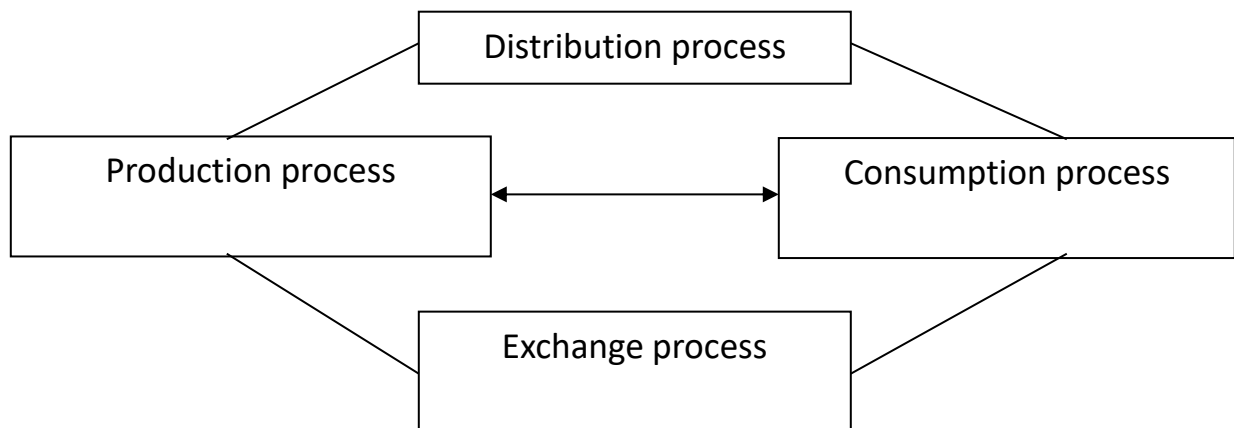 Distribution process
Production process
Consumption process
Exchange process